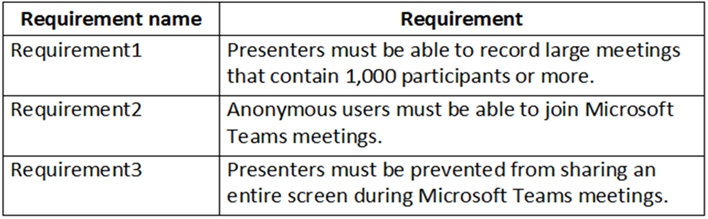 Requirement name Requirement
Requirement1 Presenters must be able to record large meetings
that contain 1,000 participants or more.
Requirement2 Anonymous users must be able to join Microsoft
Teams meetings.
Requirement3 Presenters must be prevented from sharing an
entire screen during Microsoft Teams meetings.